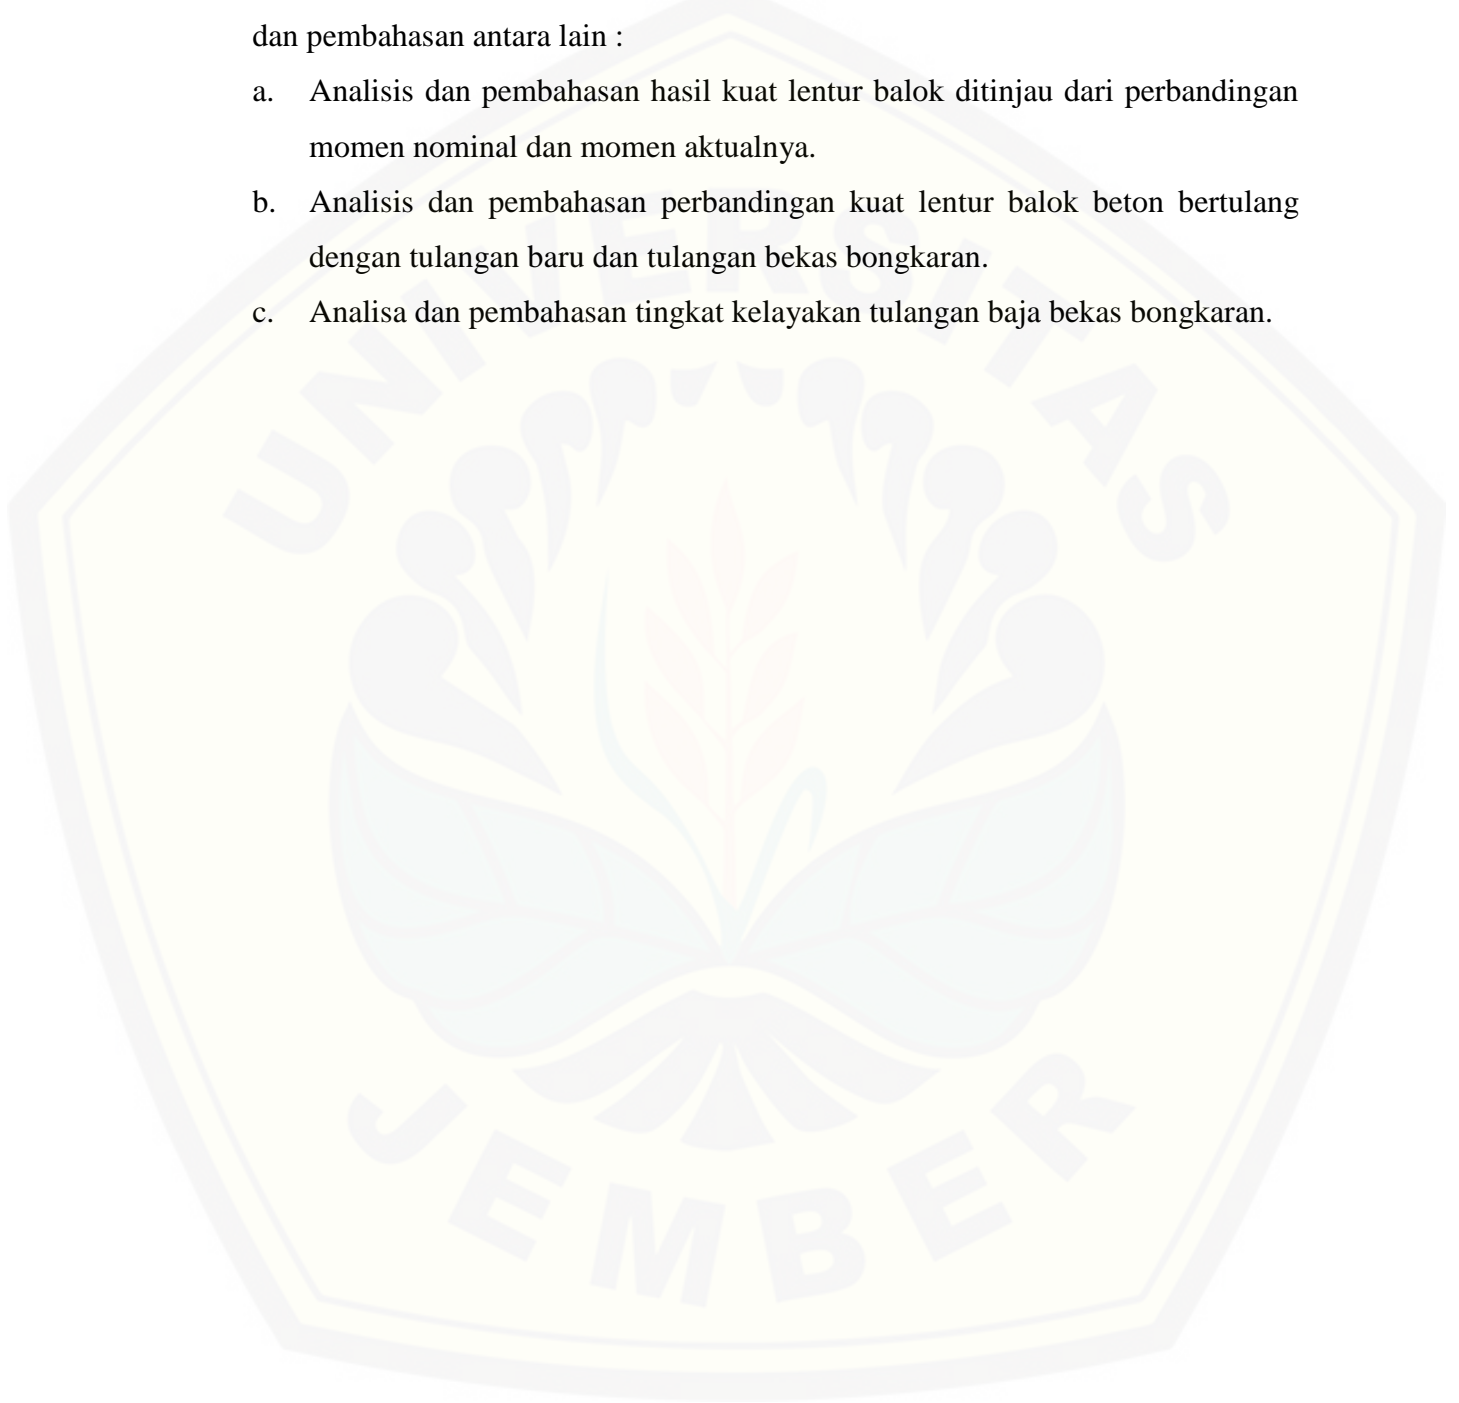 dan pembahasan antara lain :
a. Analisis dan pembahasan hasil kuat lentur balok ditinjau dari perbandingan
momen nominal dan momen aktualnya.
b. Analisis dan pembahasan perbandingan kuat lentur balok beton bertulang
dengan tulangan baru dan tulangan bekas bongkaran.
c. Analisa dan pembahasan tingkat kelayakan tulangan baja bekas bongkaran.
UNIVERSITAS
JEMBER